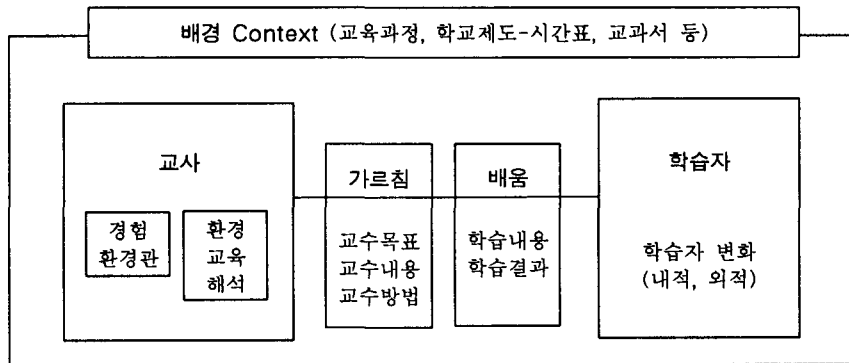 배경 Context (교육과정, 학교제도-시간표, 교과서 등)
교사
경험
환경관
환경
교육
해석
가르침
교수목표
교수내용
교수방법
배움
학습내용
학습결과
학습자
학습자 변화
(내적, 외적)